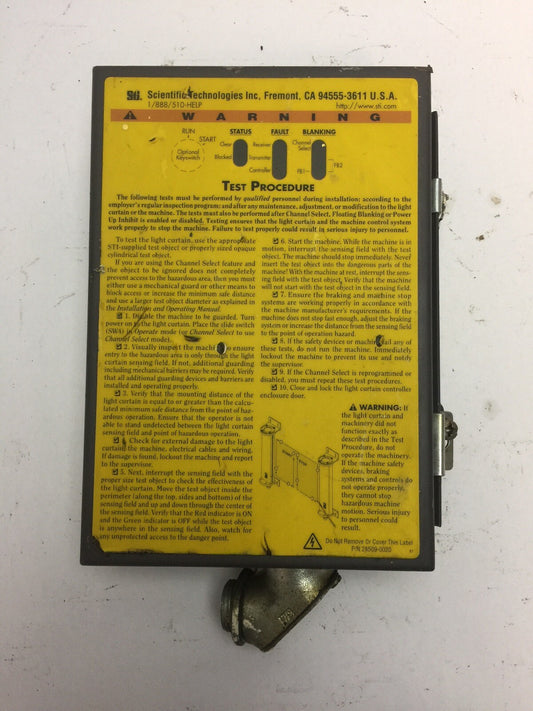 Sti Scientific Technologies Inc, Fremont, CA 94555-3611 U.S.A.
1/888/510-HELP http://www.sti.com
WARNING
RUN
START
Optional
Keyswitch
STATUS
Clear
Blocked
FAULT
Receiver
Transmitter
Controller
BLANKING
Channel
Select
FB1
FB2
TEST PROCEDURE
The following tests must be performed by qualified personnel during installation; according to the
employer's regular inspection program; and after any maintenance, adjustment, or modification to the light
curtain or the machine. The tests must also be performed after Channel Select, Floating Blanking or Power
Up Inhibit is enabled or disabled. Testing ensures that the light curtain and the machine control system
work properly to stop the machine. Failure to test properly could result in serious injury to personnel.
To test the light curtain, use the appropriate
STI-supplied test object or properly sized opaque
cylindrical test object.
If you are using the Channel Select feature and
the object to be ignored does not completely
prevent access to the hazardous area, then you must
either use a mechanical guard or other means to
block access or increase the minimum safe distance
and use a larger test object diameter as explained in
the Installation and Operating Manual.
1. Disable the machine to be guarded. Turn
power on the light curtain. Place the slide switch
(SWA) in Operate mode (or Channel Select to use
Channel Select mode).
2. Visually inspect the machine to ensure
entry to the hazardous area is only through the light
curtain sensing field. If not, additional guarding
including mechanical barriers may be required. Verify
that all additional guarding devices and barriers are
installed and operating properly.
3. Verify that the mounting distance of the
light curtain is equal to or greater than the calcu-
lated minimum safe distance from the point of haz-
ardous operation. Ensure that the operator is not
able to stand undetected between the light curtain
sensing field and point of hazardous operation.
4. Check for external damage to the light
curtain, the machine, electrical cables and wiring.
If damage is found, lockout the machine and report
to the supervisor.
5. Next, interrupt the sensing field with the
proper size test object to check the effectiveness of
the light curtain. Move the test object inside the
perimeter (along the top, sides and bottom) of the
sensing field and up and down through the center of
the sensing field. Verify that the Red indicator is ON
and the Green indicator is OFF while the test object
is anywhere in the sensing field. Also, watch for
any unprotected access to the danger point.
6. Start the machine. While the machine is in
motion, interrupt the sensing field with the test
object. The machine should stop immediately. Never
insert the test object into the dangerous parts of the
machine! With the machine at rest, interrupt the sens-
ing field with the test object. Verify that the machine
will not start with the test object in the sensing field.
7. Ensure the braking and machine stop
systems are working properly in accordance with
the machine manufacturer's requirements. If the
machine does not stop fast enough, adjust the braking
system or increase the distance from the sensing field
to the point of operation hazard.
8. If the safety devices or machine fail any of
these tests, do not run the machine. Immediately
lockout the machine to prevent its use and notify
the supervisor.
9. If the Channel Select is reprogrammed or
disabled, you must repeat these test procedures.
10. Close and lock the light curtain controller
enclosure door.
WARNING: If
the light curtain and
machinery did not
function exactly as
described in the Test
Procedure, do not
operate the machinery.
If the machine safety
devices, braking
systems and controls do
not operate properly,
they cannot stop
hazardous machine
motion. Serious injury
to personnel could
result.
Do Not Remove Or Cover This Label
P/N 28509-0020